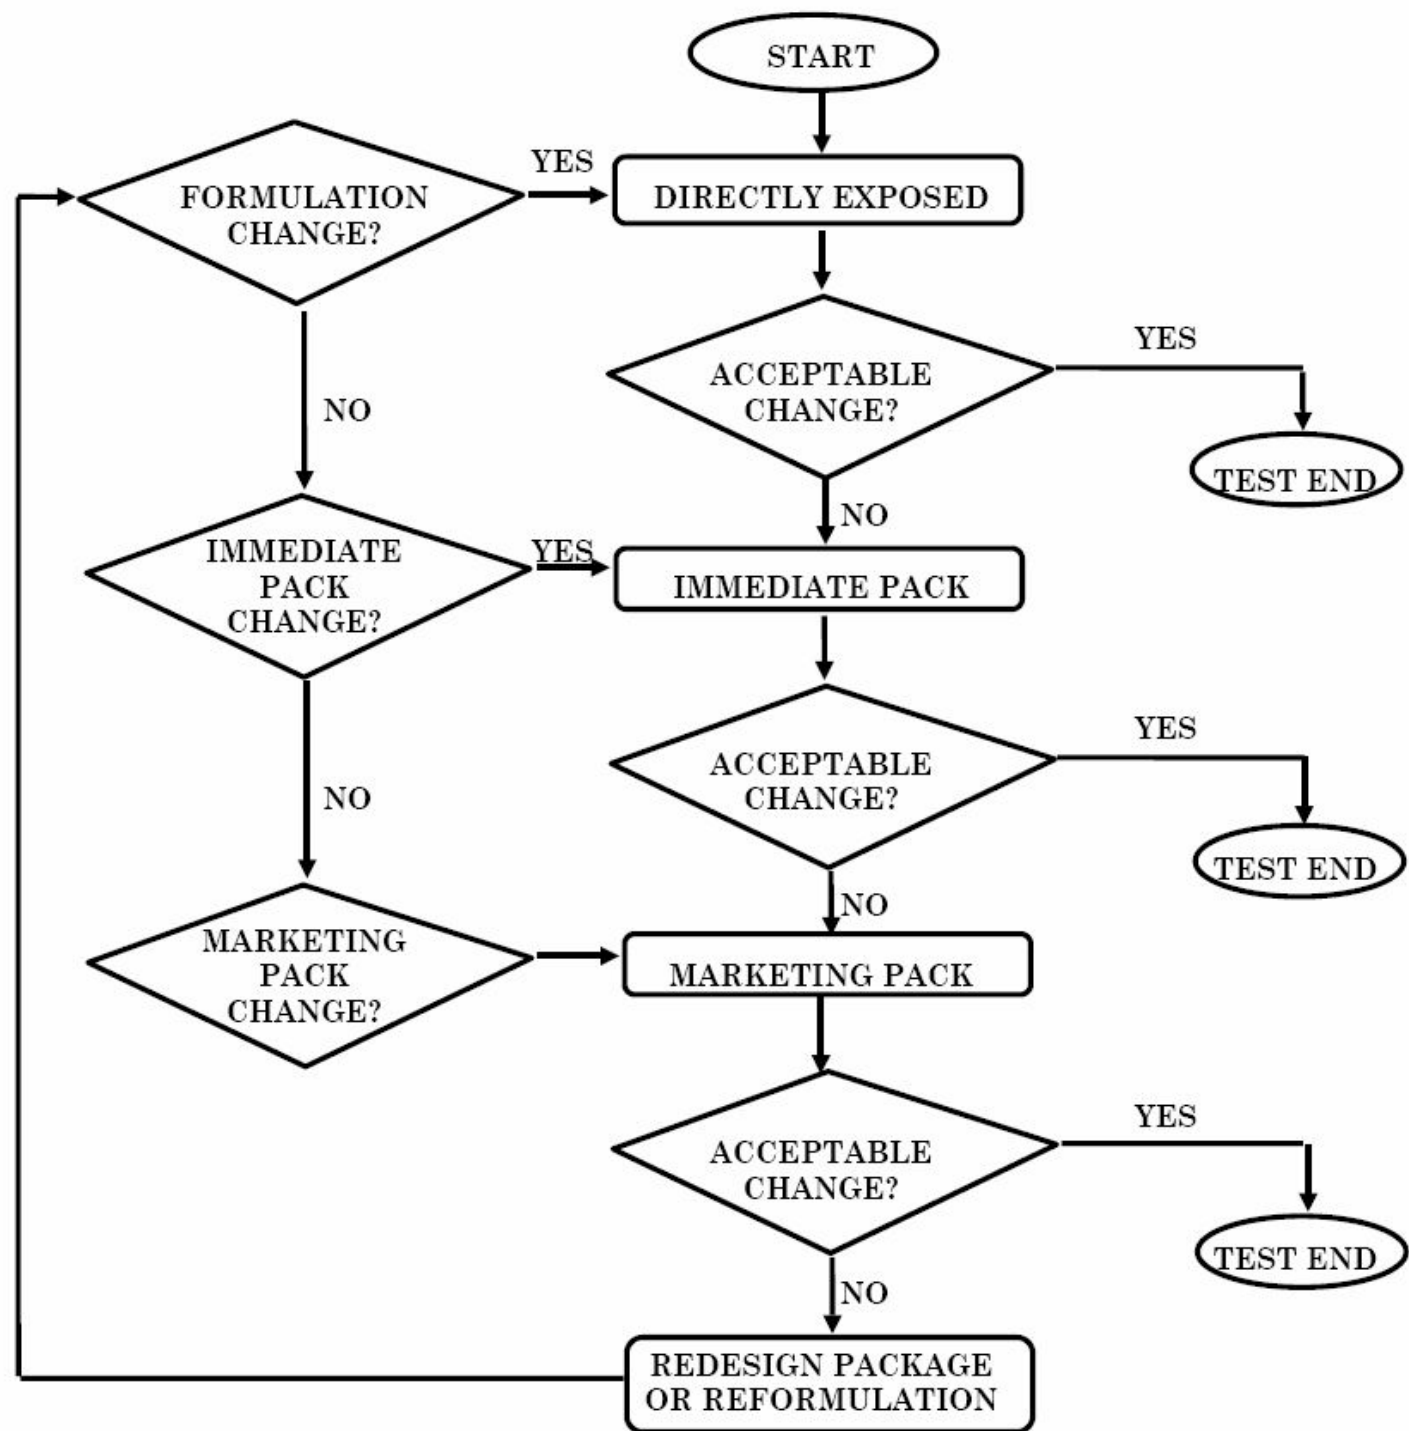 START
YES
FORMULATION
CHANGE?
DIRECTLY EXPOSED
YES
ACCEPTABLE
CHANGE?
NO
TEST END
NO
IMMEDIATE
PACK
CHANGE?
YES
IMMEDIATE PACK
YES
ACCEPTABLE
CHANGE?
NO
TEST END
NO
MARKETING
PACK
CHANGE?
MARKETING PACK
YES
ACCEPTABLE
CHANGE?
TEST END
NO
REDESIGN PACKAGE
OR REFORMULATION